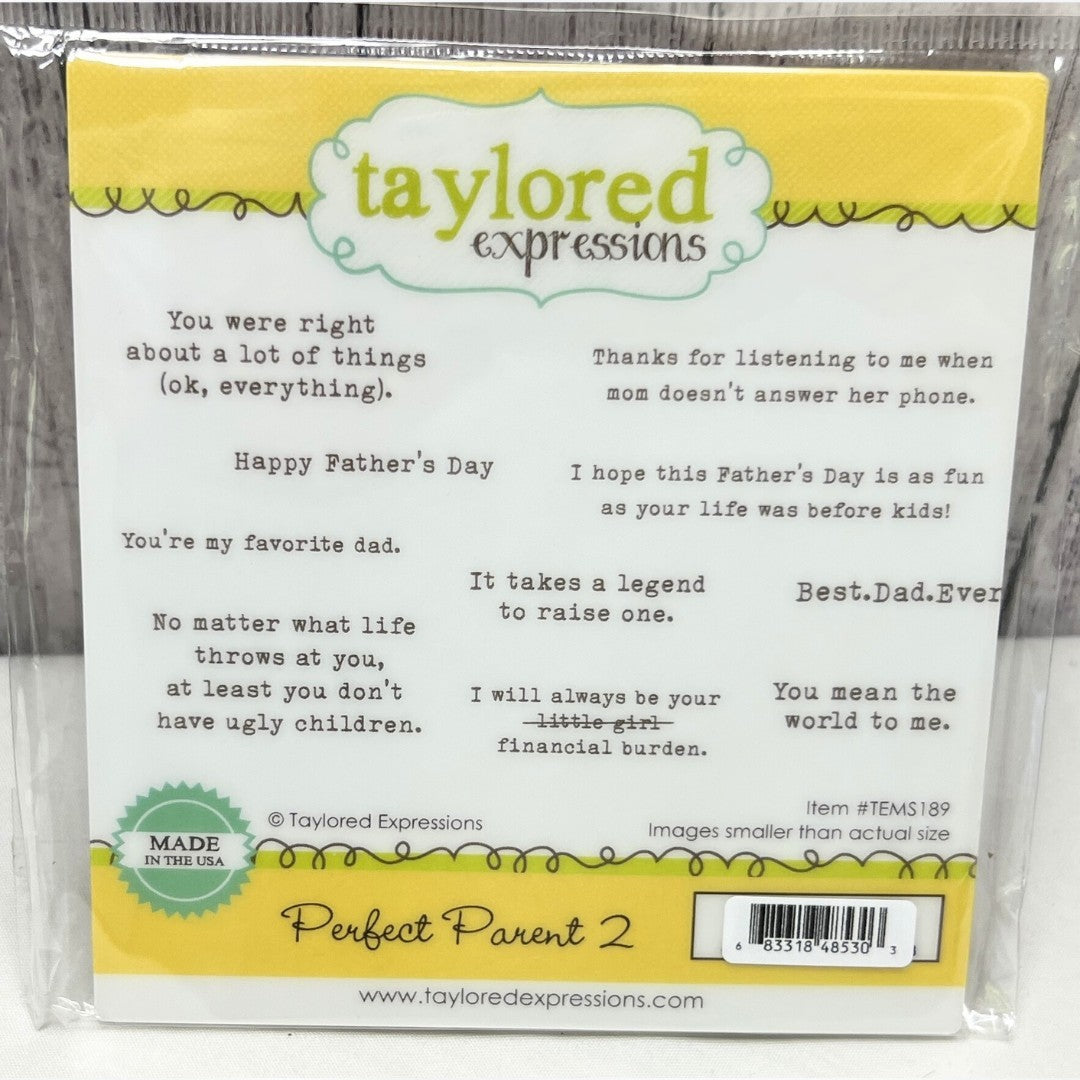 taylored
expressions
You were right
about a lot of things
(ok, everything).
Thanks for listening to me when
mom doesn't answer her phone.
Happy Father's Day
I hope this Father's Day is as fun
as your life was before kids!
You're my favorite dad.
It takes a legend
to raise one.
Best.Dad.Ever
No matter what life
throws at you,
at least you don't
have ugly children.
I will always be your
little girl
financial burden.
You mean the
world to me.
MADE
IN THE USA
© Taylored Expressions
Item #TEMS189
Images smaller than actual size
Perfect Parent 2
6 83318 48530 3
www.tayloredexpressions.com